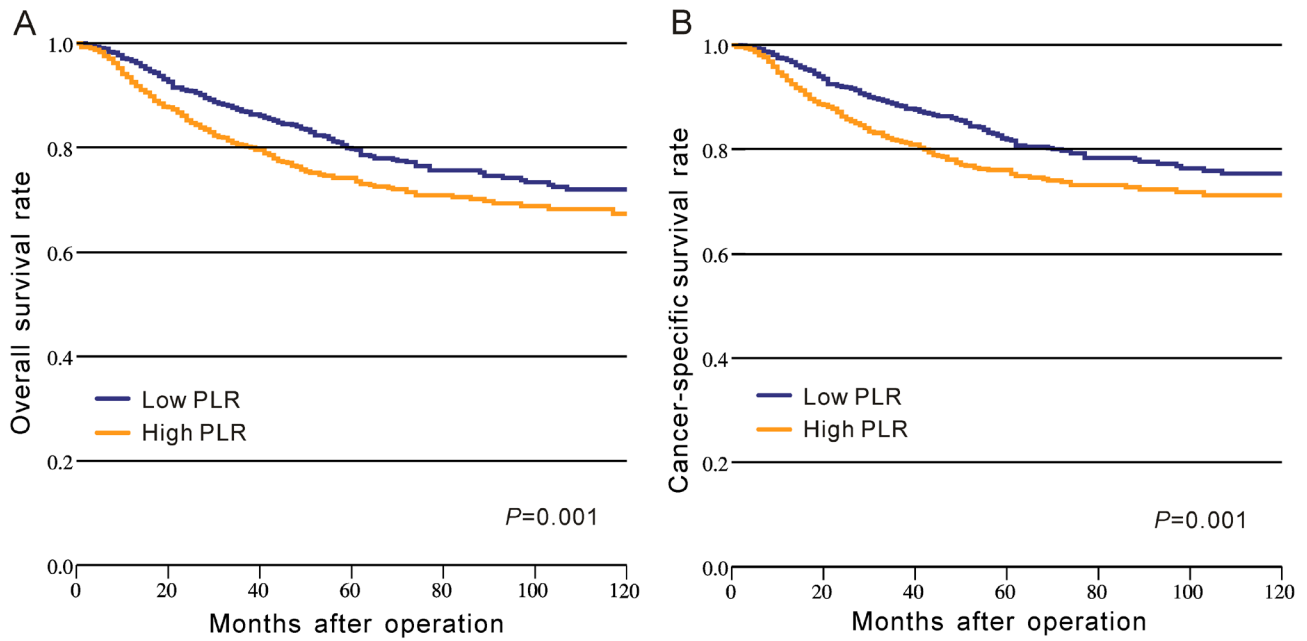 A
Overall survival rate
1.0
0.8
0.6
0.4
0.2
0.0
Low PLR
High PLR
P=0.001
0 20 40 60 80 100 120
Months after operation
B
Cancer-specific survival rate
1.0
0.8
0.6
0.4
0.2
0.0
Low PLR
High PLR
P=0.001
0 20 40 60 80 100 120
Months after operation